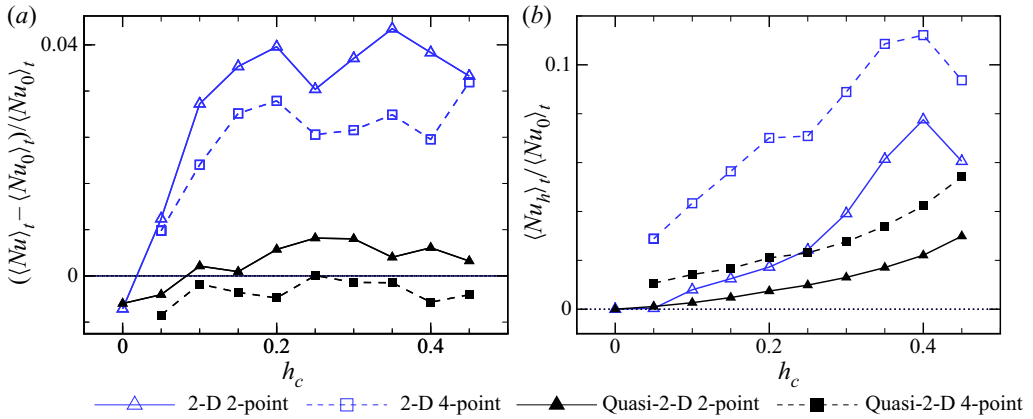 (a)
(b)
0.04
0
(⟨Nu⟩t – ⟨Nu0⟩t)/⟨Nu0⟩t
0 0.2 0.4
hc
0.1
0
⟨Nuh⟩t / ⟨Nu0⟩t
0 0.2 0.4
hc
2-D 2-point 2-D 4-point Quasi-2-D 2-point Quasi-2-D 4-point